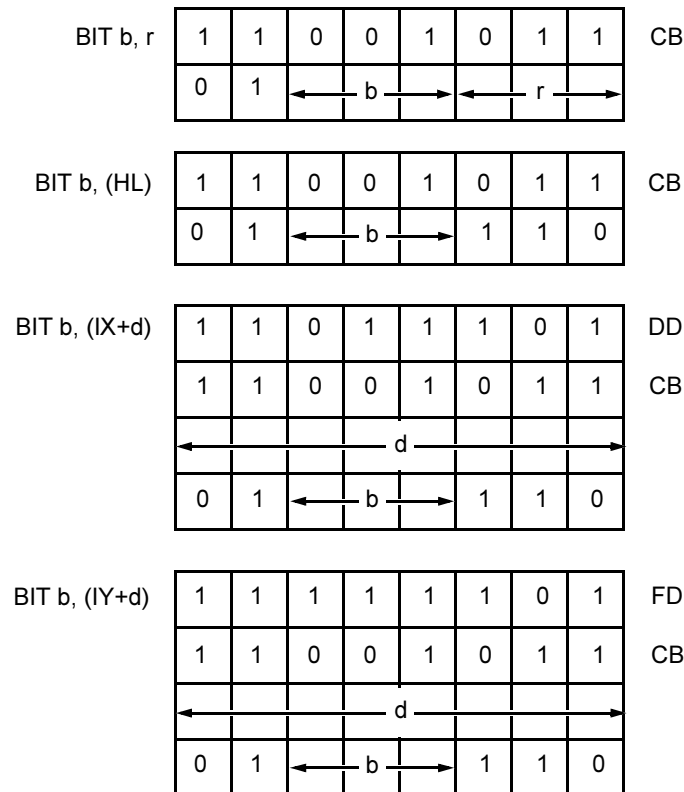 BIT b, r 1 1 0 0 1 0 1 1 CB
0 1 b r
BIT b, (HL) 1 1 0 0 1 0 1 1 CB
0 1 b 1 1 0
BIT b, (IX+d) 1 1 0 1 1 1 0 1 DD
1 1 0 0 1 0 1 1 CB
d
0 1 b 1 1 0
BIT b, (IY+d) 1 1 1 1 1 1 0 1 FD
1 1 0 0 1 0 1 1 CB
d
0 1 b 1 1 0